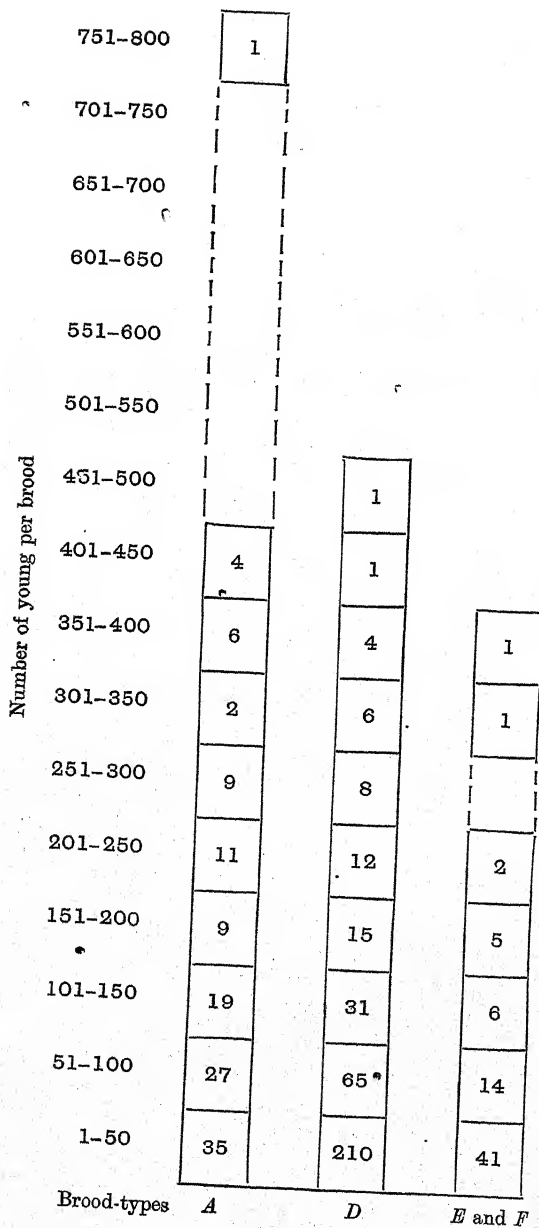 Number of young per brood
751–800 1
701–750
651–700
601–650
551–600
501–550
451–500 1
401–450 4 1
351–400 6 4 1
301–350 2 6 1
251–300 9 8
201–250 11 12 2
151–200 9 15 5
101–150 19 31 6
51–100 27 65 14
1–50 35 210 41
Brood-types A D E and F